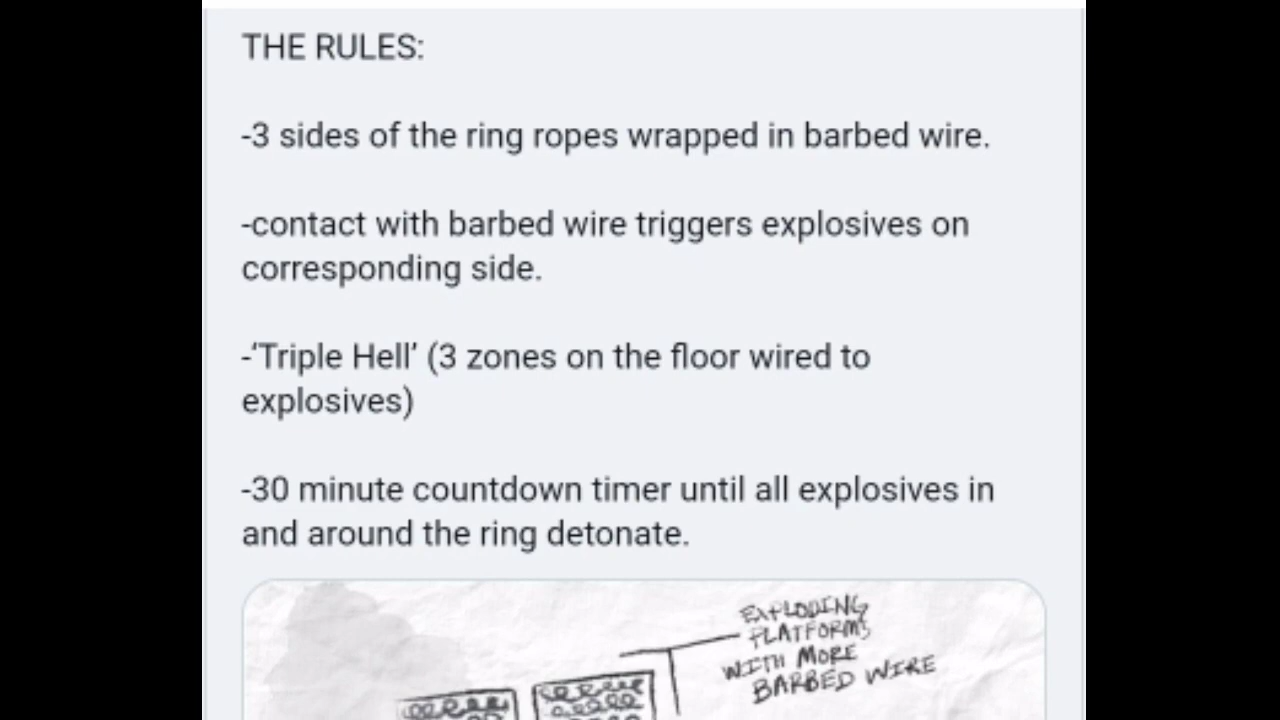 THE RULES:
-3 sides of the ring ropes wrapped in barbed wire.
-contact with barbed wire triggers explosives on
corresponding side.
-‘Triple Hell’ (3 zones on the floor wired to
explosives)
-30 minute countdown timer until all explosives in
and around the ring detonate.
EXPLODING
PLATFORMS
WITH MORE
BARBED WIRE